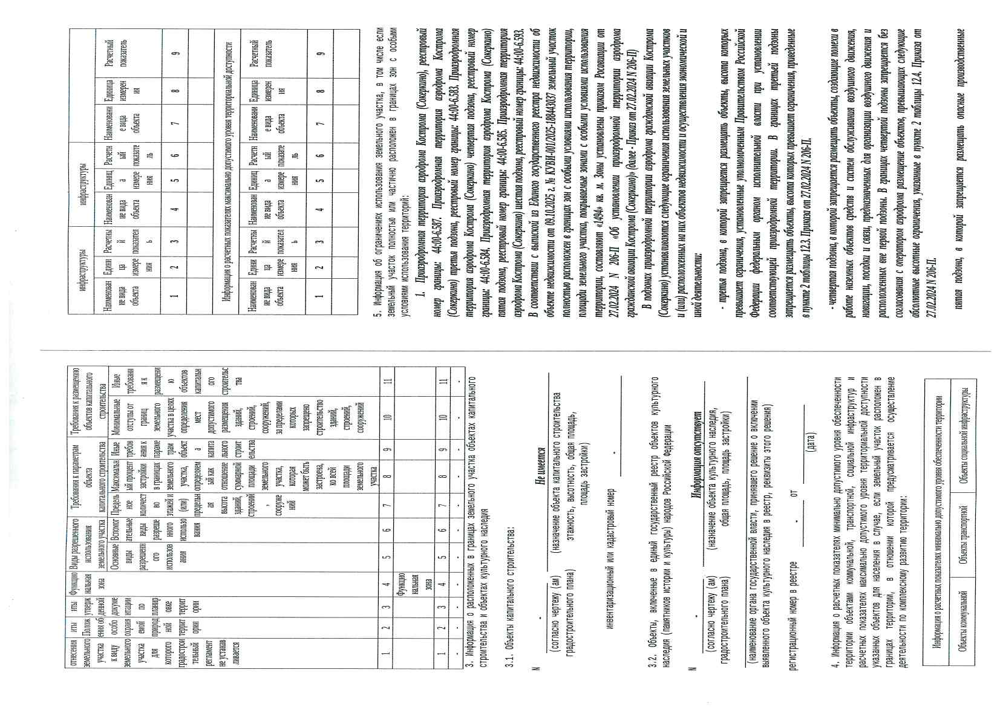 отнесения земельного участка к виду земельного участка для которого градостроительный регламент не устанавливается
иты Положения об особо охраняемой природной территории
иты утвержденной документации по планировке территории
Функциональная зона
Виды разрешенного использования земельного участка
Требования к параметрам объекта капитального строительства
Требования к размещению объектов капитального строительства
Основные виды разрешенного использования
Вспомогательные виды разрешенного использования
Предельное количество этажей и (или) предельная высота зданий, строений, сооружений
Максимальный процент застройки в границах земельного участка, определяемый как отношение суммарной площади земельного участка, которая может быть застроена, ко всей площади земельного участка
Иные требования к параметрам объекта капитального строительства
Минимальные отступы от границ земельного участка в целях определения мест допустимого размещения зданий, строений, сооружений, за пределами которых запрещено строительство зданий, строений, сооружений
Иные требования к размещению объектов капитального строительства
1 2 3 4 5 6 7 8 9 10 11
Функциональная зона
1 2 3 4 5 6 7 8 9 10 11
- - - - - - - - - - -
3. Информация о расположенных в границах земельного участка объектах капитального
строительства и объектах культурного наследия
3.1. Объекты капитального строительства:
N - Не имеется
(согласно чертежу (ам) (назначение объекта капитального строительства
градостроительного плана) этажность, высотность, общая площадь,
площадь застройки)
инвентаризационный или кадастровый номер -
3.2. Объекты, включенные в единый государственный реестр объектов культурного
наследия (памятников истории и культуры) народов Российской Федерации
N - Информация отсутствует
(согласно чертежу (ам) (назначение объекта культурного наследия,
градостроительного плана) общая площадь, площадь застройки)
(наименование органа государственной власти, принявшего решение о включении
выявленного объекта культурного наследия в реестр, реквизиты этого решения)
регистрационный номер в реестре - от
(дата)
4. Информация о расчетных показателях минимально допустимого уровня обеспеченности
территории объектами коммунальной, транспортной, социальной инфраструктур и
расчетных показателях максимально допустимого уровня территориальной доступности
указанных объектов для населения в случае, если земельный участок расположен в
границах территории, в отношении которой предусматривается осуществление
деятельности по комплексному развитию территории:
Информация о расчетных показателях минимально допустимого уровня обеспеченности территории
Объекты коммунальной Объекты транспортной Объекты социальной инфраструктуры
инфраструктуры инфраструктуры
Наименование вида объекта Единица измерения Расчетный показатель Наименование вида объекта Единица измерения Расчетный показатель Наименование вида объекта Единица измерения Расчетный показатель
1 2 3 4 5 6 7 8 9
Информация о расчетных показателях максимально допустимого уровня территориальной доступности
Наименование вида объекта Единица измерения Расчетный показатель Наименование вида объекта Единица измерения Расчетный показатель Наименование вида объекта Единица измерения Расчетный показатель
1 2 3 4 5 6 7 8 9
5. Информация об ограничениях использования земельного участка, в том числе если
земельный участок полностью или частично расположен в границах зон с особыми
условиями использования территорий:
1. Приаэродромная территория аэродрома Кострома (Сокеркино), реестровый
номер границы: 44:00-6.587. Приаэродромная территория аэродрома Кострома
(Сокеркино) третья подзона, реестровый номер границы: 44:00-6.583. Приаэродромная
территория аэродрома Кострома (Сокеркино) четвертая подзона, реестровый номер
границы: 44:00-6.584. Приаэродромная территория аэродрома Кострома (Сокеркино)
пятая подзона, реестровый номер границы: 44:00-6.585. Приаэродромная территория
аэродрома Кострома (Сокеркино) шестая подзона, реестровый номер границы: 44:00-6.593.
В соответствии с выпиской из Единого государственного реестра недвижимости об
объекте недвижимости от 09.10.2025 г. № КУВИ-001/2025-188443037 земельный участок
полностью расположен в границах зон с особыми условиями использования территории,
площади земельного участка, покрываемые зонами с особыми условиями использования
территории, составляют «1494» кв. м. Зоны установлены приказом Росавиации от
27.02.2024 N 206-П «Об установлении приаэродромной территории аэродрома
гражданской авиации Кострома (Сокеркино)» (далее - Приказ от 27.02.2024 N 206-П)
В подзонах приаэродромной территории аэродрома гражданской авиации Кострома
(Сокеркино) устанавливаются следующие ограничения использования земельных участков
и (или) расположенных на них объектов недвижимости и осуществления экономической и
иной деятельности:
- третья подзона, в которой запрещается размещать объекты, высота которых
превышает ограничения, установленные уполномоченным Правительством Российской
Федерации федеральным органом исполнительной власти при установлении
соответствующей приаэродромной территории. В границах третьей подзоны
запрещается размещать объекты, высота которых превышает ограничения, приведенные
в пункте 2 таблицы 12.3. Приказа от 27.02.2024 N 206-П.
- четвертая подзона, в которой запрещается размещать объекты, создающие помехи в
работе наземных объектов средств и систем обслуживания воздушного движения,
навигации, посадки и связи, предназначенных для организации воздушного движения и
расположенных вне первой подзоны. В границах четвертой подзоны запрещается без
согласования с оператором аэродрома размещение объектов, превышающих следующие
абсолютные высотные ограничения, указанные в пункте 2 таблицы 12.4. Приказа от
27.02.2024 N 206-П.
пятая подзона, в которой запрещается размещать опасные производственные